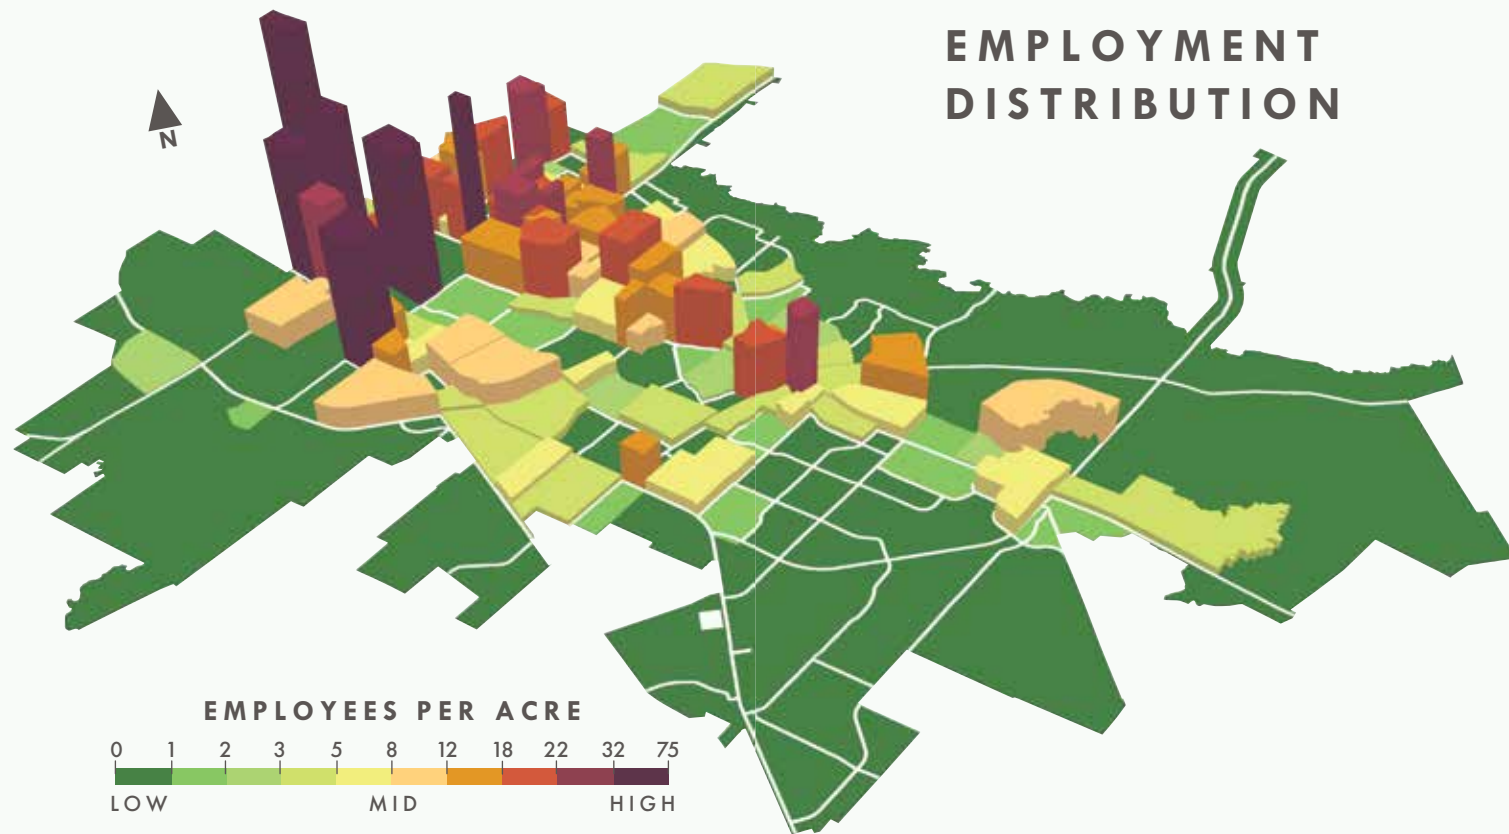 EMPLOYMENT
DISTRIBUTION
N
EMPLOYEES PER ACRE
0 1 2 3 5 8 12 18 22 32 75
LOW MID HIGH